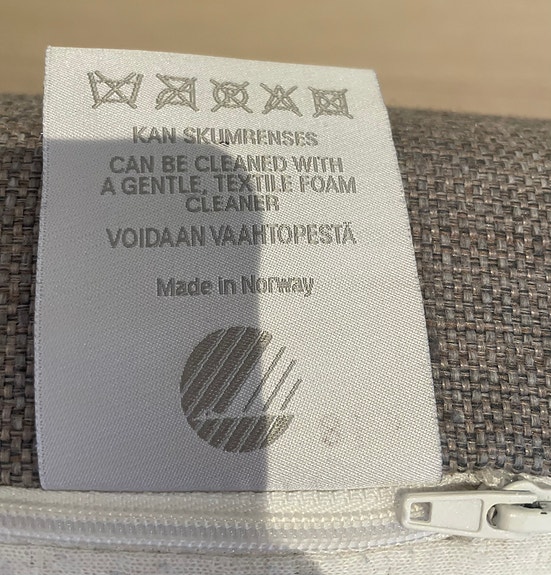 KAN SKUMRENSES
CAN BE CLEANED WITH
A GENTLE, TEXTILE FOAM
CLEANER
VOIDAAN VAAHTOPESTÄ
Made in Norway